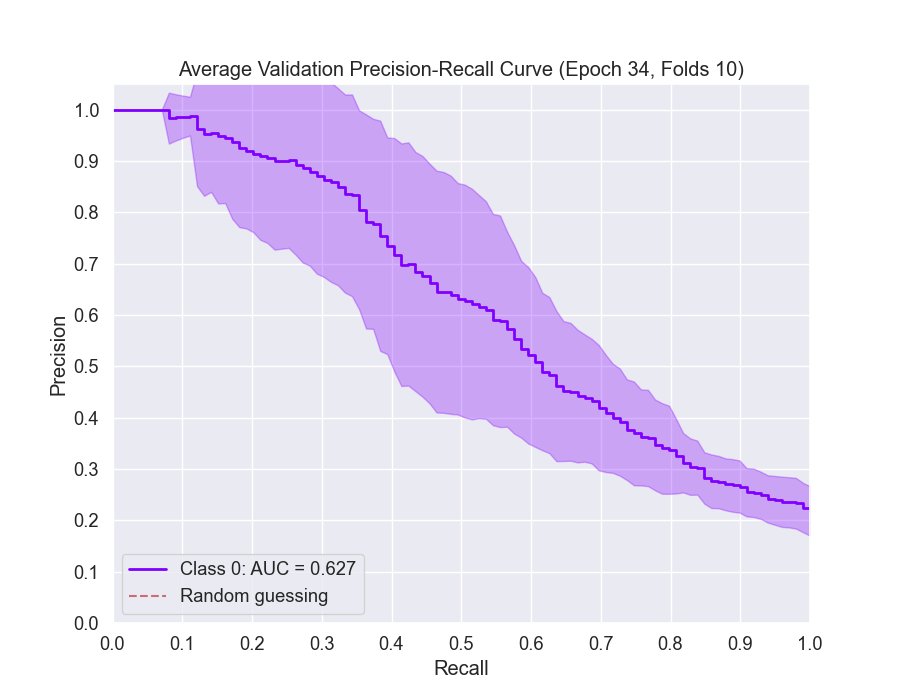 Average Validation Precision-Recall Curve (Epoch 34, Folds 10)
Precision
1.0
0.9
0.8
0.7
0.6
0.5
0.4
0.3
0.2
0.1
0.0
Class 0: AUC = 0.627
Random guessing
0.0 0.1 0.2 0.3 0.4 0.5 0.6 0.7 0.8 0.9 1.0
Recall